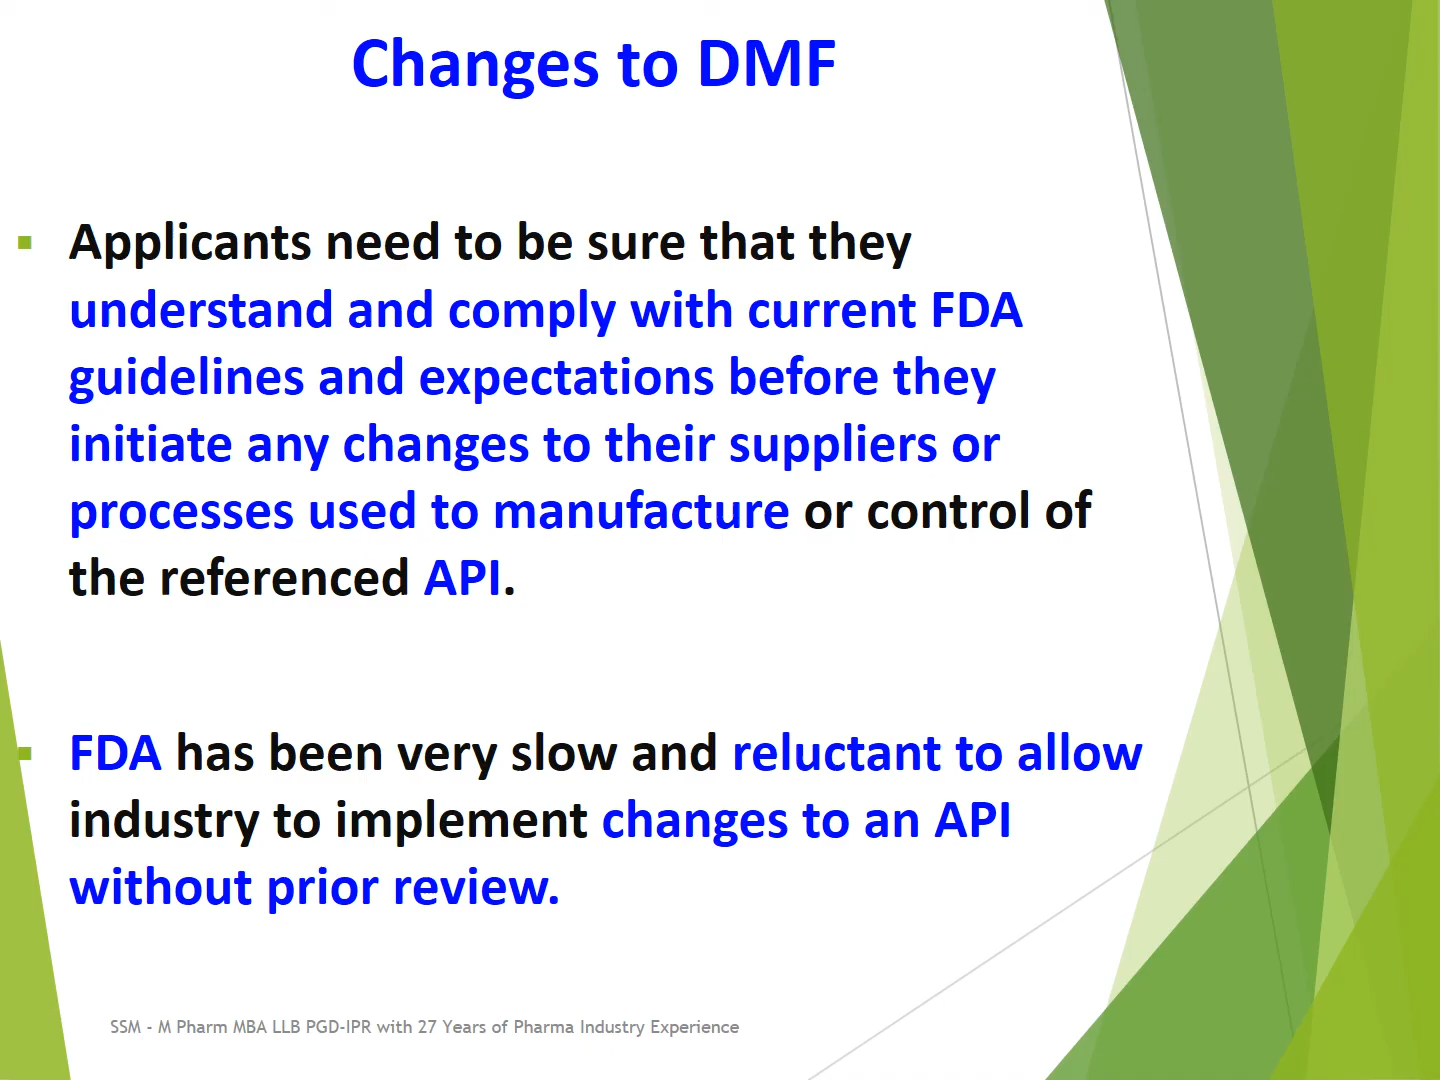 Changes to DMF
Applicants need to be sure that they
understand and comply with current FDA
guidelines and expectations before they
initiate any changes to their suppliers or
processes used to manufacture or control of
the referenced API.
FDA has been very slow and reluctant to allow
industry to implement changes to an API
without prior review.
SSM - M Pharm MBA LLB PGD-IPR with 27 Years of Pharma Industry Experience